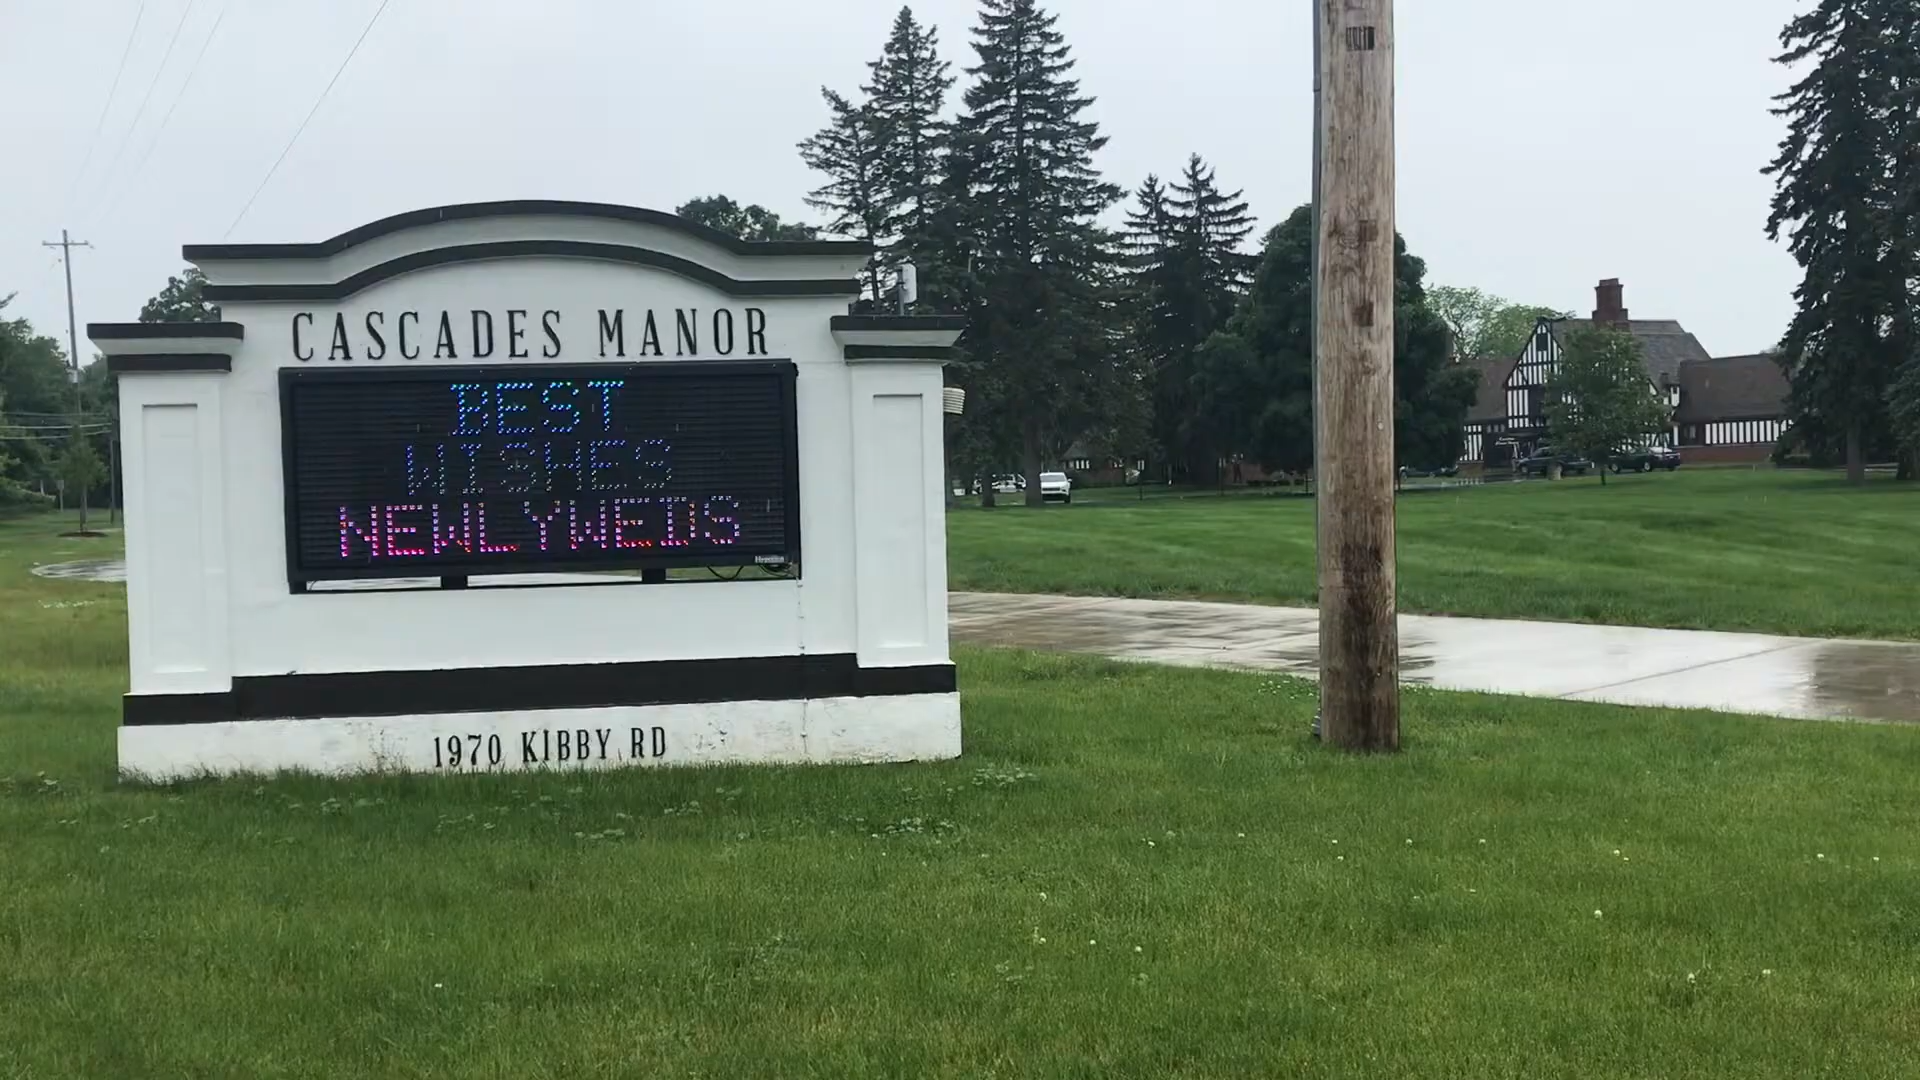 CASCADES MANOR
BEST
WISHES
NEWLYWEDS
1970 KIBBY RD